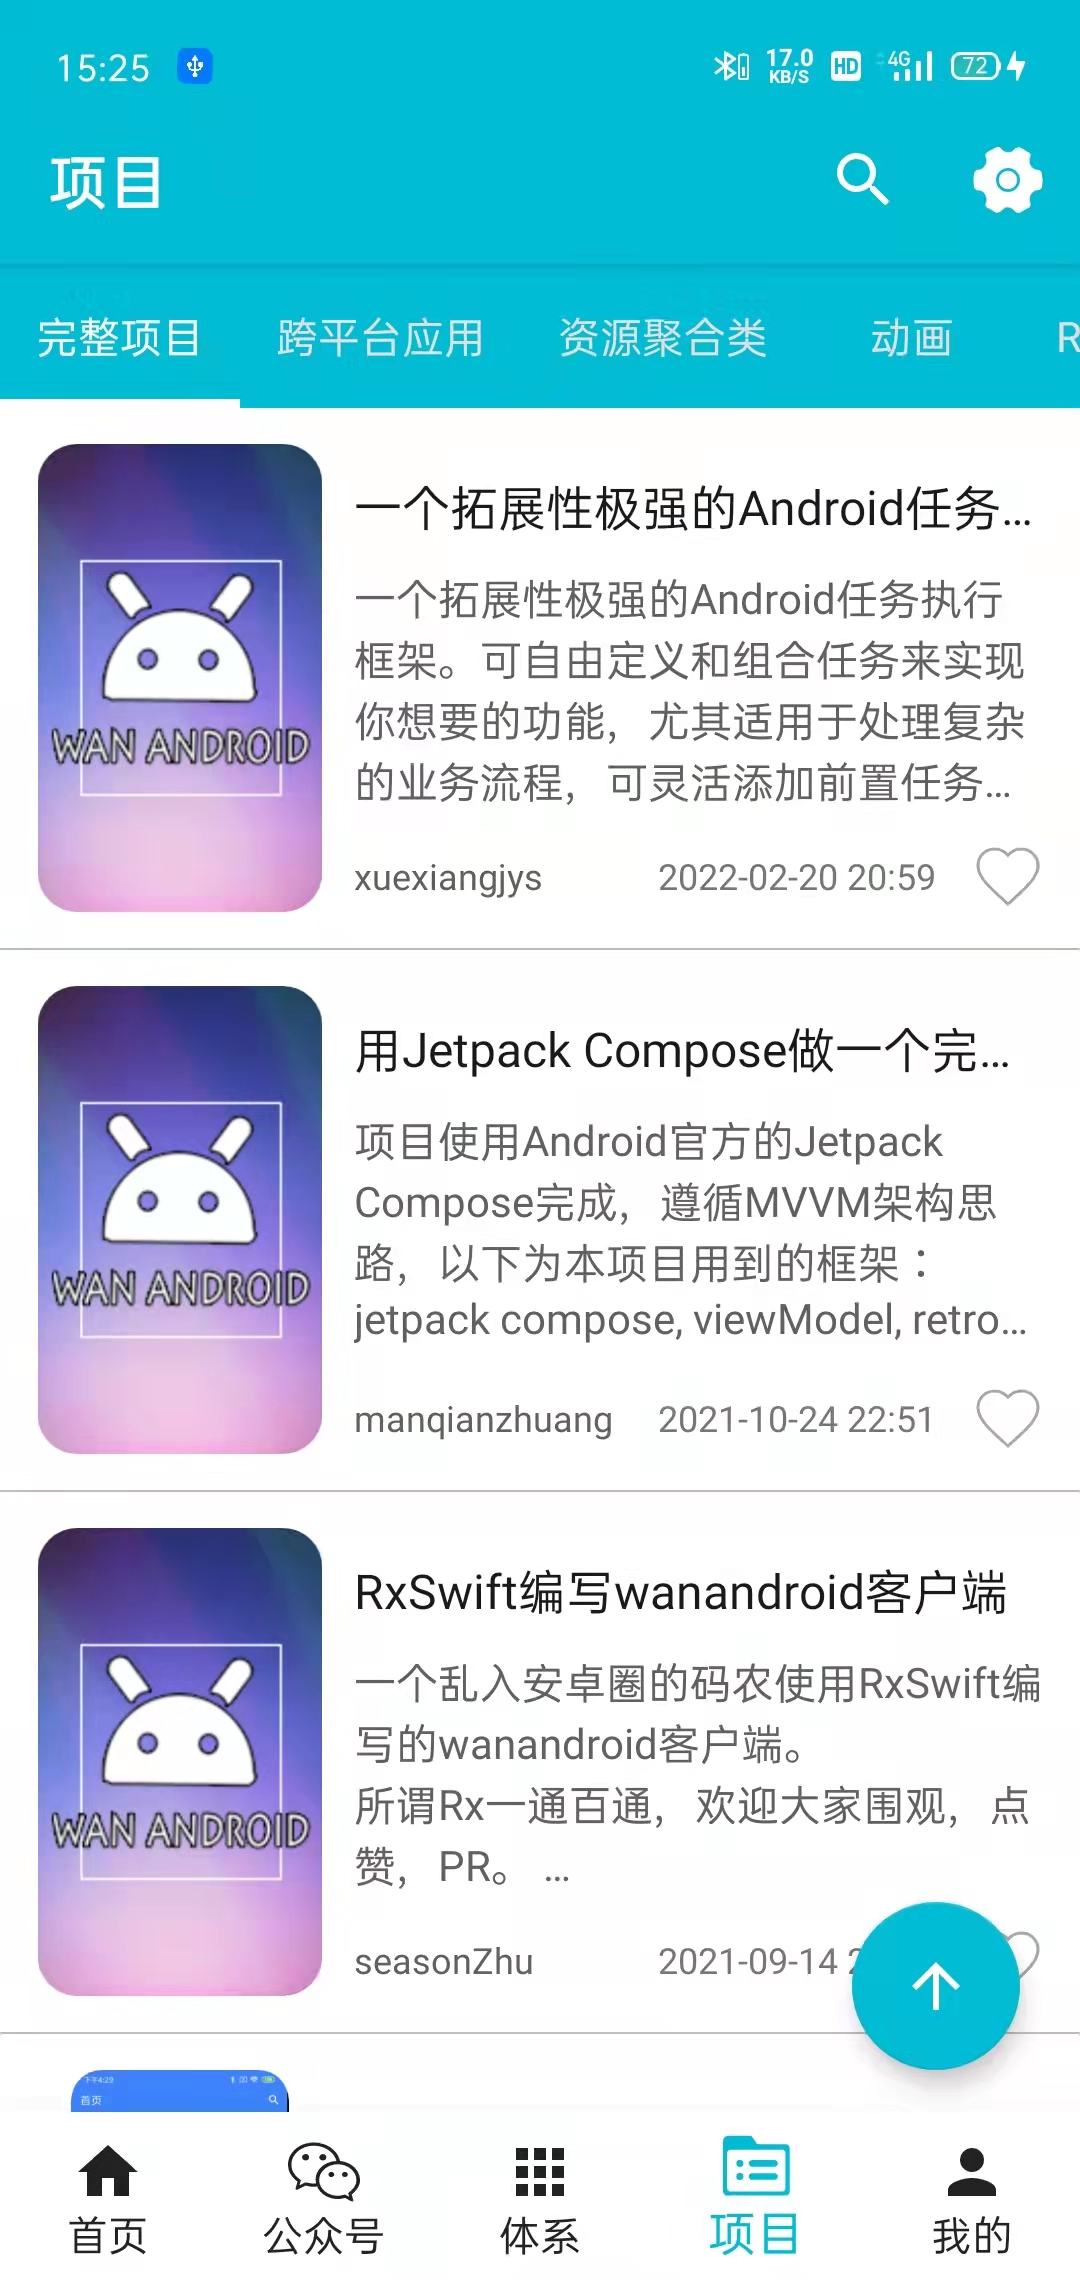 15:25
17.0
KB/S
HD
4G
72
项目
完整项目 跨平台应用 资源聚合类 动画 R
一个拓展性极强的Android任务...
一个拓展性极强的Android任务执行
框架。可自由定义和组合任务来实现
你想要的功能，尤其适用于处理复杂
的业务流程，可灵活添加前置任务...
xuexiangjys 2022-02-20 20:59
WAN ANDROID
用Jetpack Compose做一个完...
项目使用Android官方的Jetpack
Compose完成，遵循MVVM架构思
路，以下为本项目用到的框架：
jetpack compose, viewModel, retro...
manqianzhuang 2021-10-24 22:51
WAN ANDROID
RxSwift编写wanandroid客户端
一个乱入安卓圈的码农使用RxSwift编
写的wanandroid客户端。
所谓Rx一通百通，欢迎大家围观，点
赞，PR。 ...
seasonZhu 2021-09-14
WAN ANDROID
下午4:29
首页
首页 公众号 体系 项目 我的